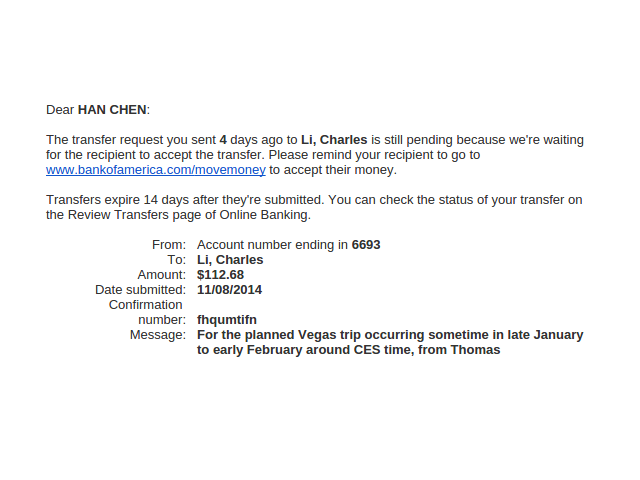 Dear HAN CHEN:
The transfer request you sent 4 days ago to Li, Charles is still pending because we're waiting
for the recipient to accept the transfer. Please remind your recipient to go to
www.bankofamerica.com/movemoney to accept their money.
Transfers expire 14 days after they're submitted. You can check the status of your transfer on
the Review Transfers page of Online Banking.
From: Account number ending in 6693
To: Li, Charles
Amount: $112.68
Date submitted: 11/08/2014
Confirmation
number: fhqumtifn
Message: For the planned Vegas trip occurring sometime in late January
to early February around CES time, from Thomas